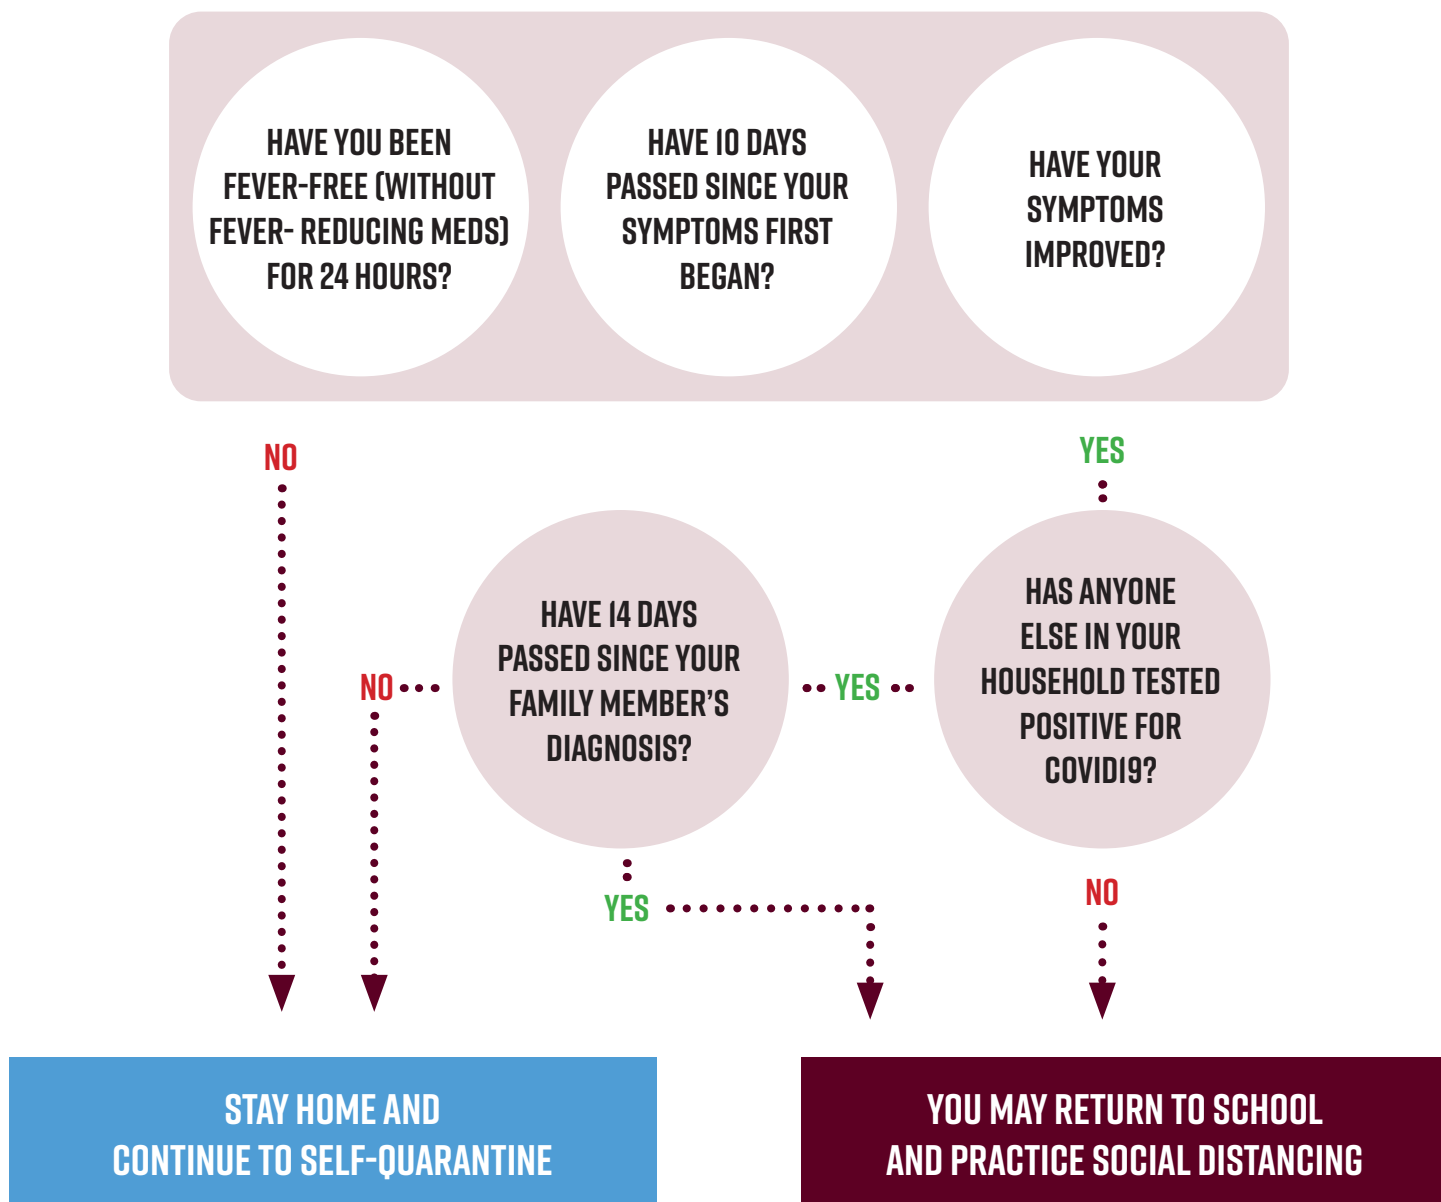 HAVE YOU BEEN
FEVER-FREE (WITHOUT
FEVER- REDUCING MEDS)
FOR 24 HOURS?
HAVE 10 DAYS
PASSED SINCE YOUR
SYMPTOMS FIRST
BEGAN?
HAVE YOUR
SYMPTOMS
IMPROVED?
NO
YES
HAVE 14 DAYS
PASSED SINCE YOUR
FAMILY MEMBER'S
DIAGNOSIS?
HAS ANYONE
ELSE IN YOUR
HOUSEHOLD TESTED
POSITIVE FOR
COVID19?
NO
YES
YES
NO
STAY HOME AND
CONTINUE TO SELF-QUARANTINE
YOU MAY RETURN TO SCHOOL
AND PRACTICE SOCIAL DISTANCING